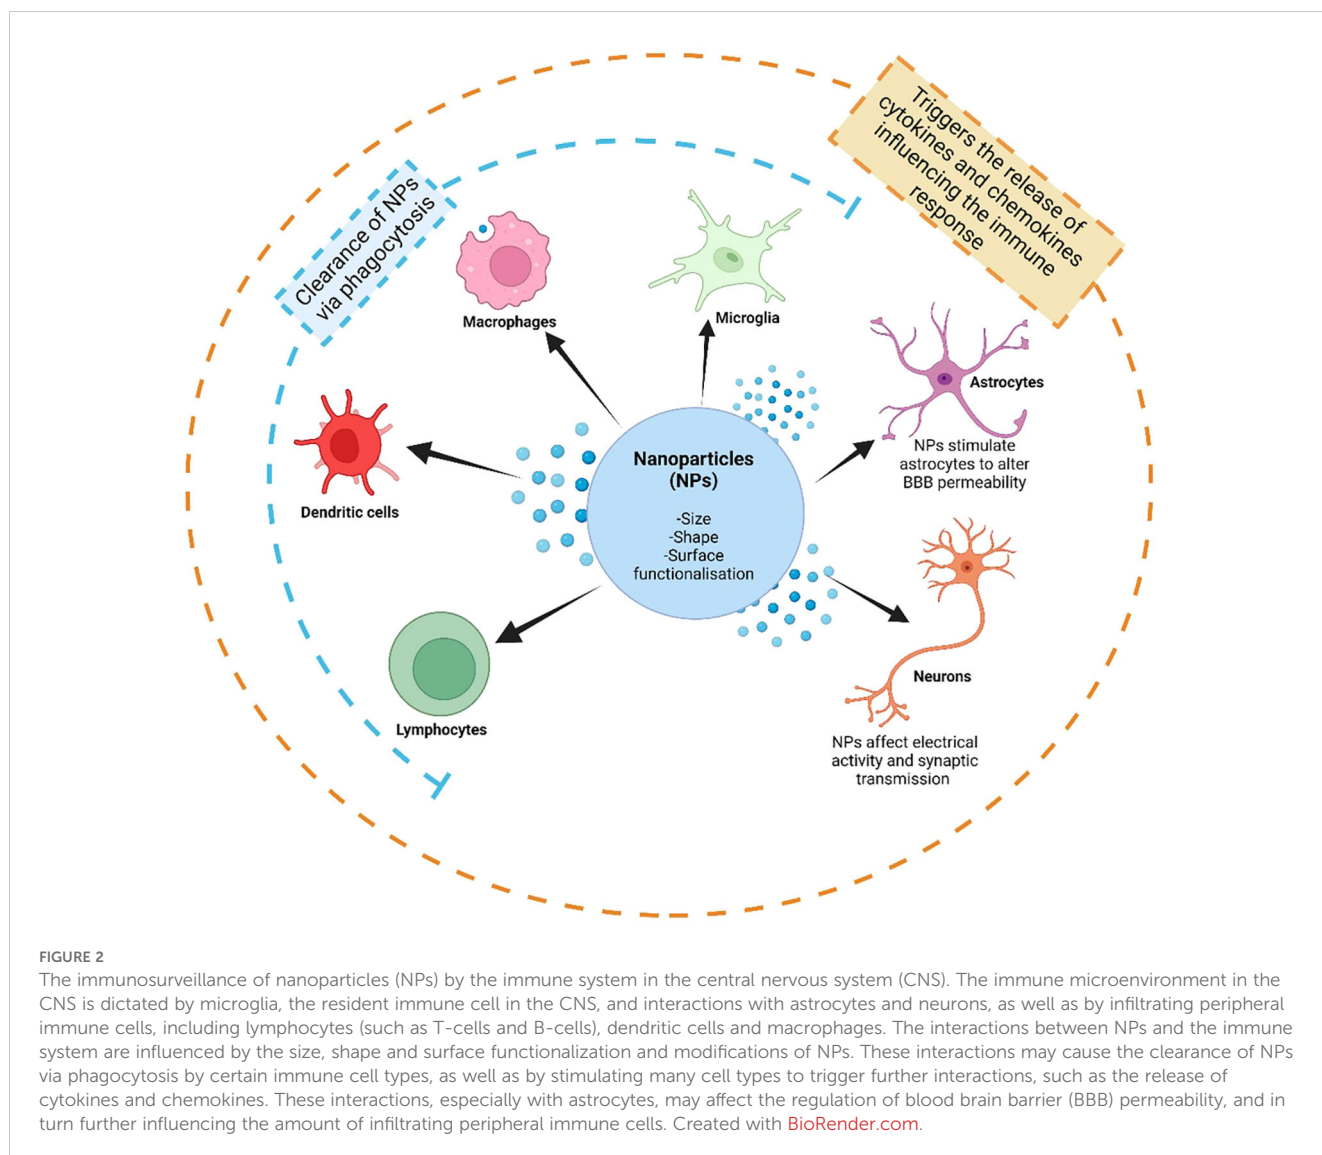 Triggers the release of
cytokines and chemokines
influencing the immune
response
Clearance of NPs
via phagocytosis
Macrophages
Microglia
Astrocytes
NPs stimulate
astrocytes to alter
BBB permeability
Dendritic cells
Nanoparticles
(NPs)
-Size
-Shape
-Surface
functionalisation
Lymphocytes
Neurons
NPs affect electrical
activity and synaptic
transmission
FIGURE 2
The immunosurveillance of nanoparticles (NPs) by the immune system in the central nervous system (CNS). The immune microenvironment in the
CNS is dictated by microglia, the resident immune cell in the CNS, and interactions with astrocytes and neurons, as well as by infiltrating peripheral
immune cells, including lymphocytes (such as T-cells and B-cells), dendritic cells and macrophages. The interactions between NPs and the immune
system are influenced by the size, shape and surface functionalization and modifications of NPs. These interactions may cause the clearance of NPs
via phagocytosis by certain immune cell types, as well as by stimulating many cell types to trigger further interactions, such as the release of
cytokines and chemokines. These interactions, especially with astrocytes, may affect the regulation of blood brain barrier (BBB) permeability, and in
turn further influencing the amount of infiltrating peripheral immune cells. Created with BioRender.com.